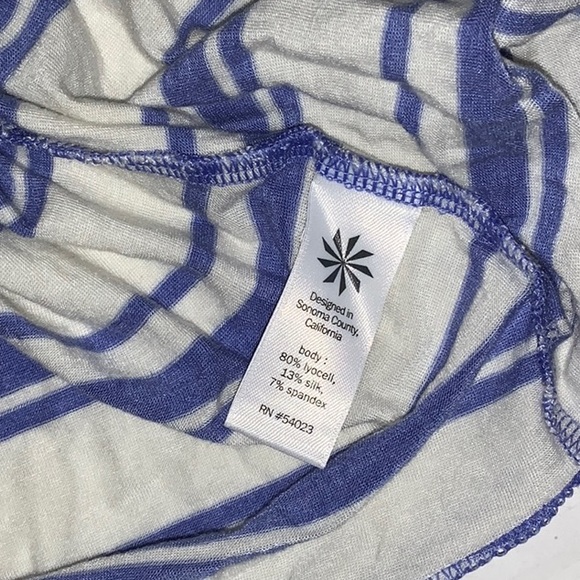 Designed in
Sonoma County,
California
body :
80% lyocell,
13% silk,
7% spandex
RN #54023